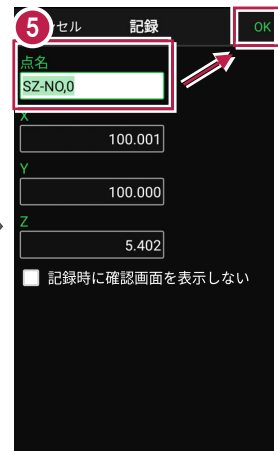 5 セル 記録 OK
点名
SZ-NO,0
X
100.001
Y
100.000
Z
5.402
記録時に確認画面を表示しない